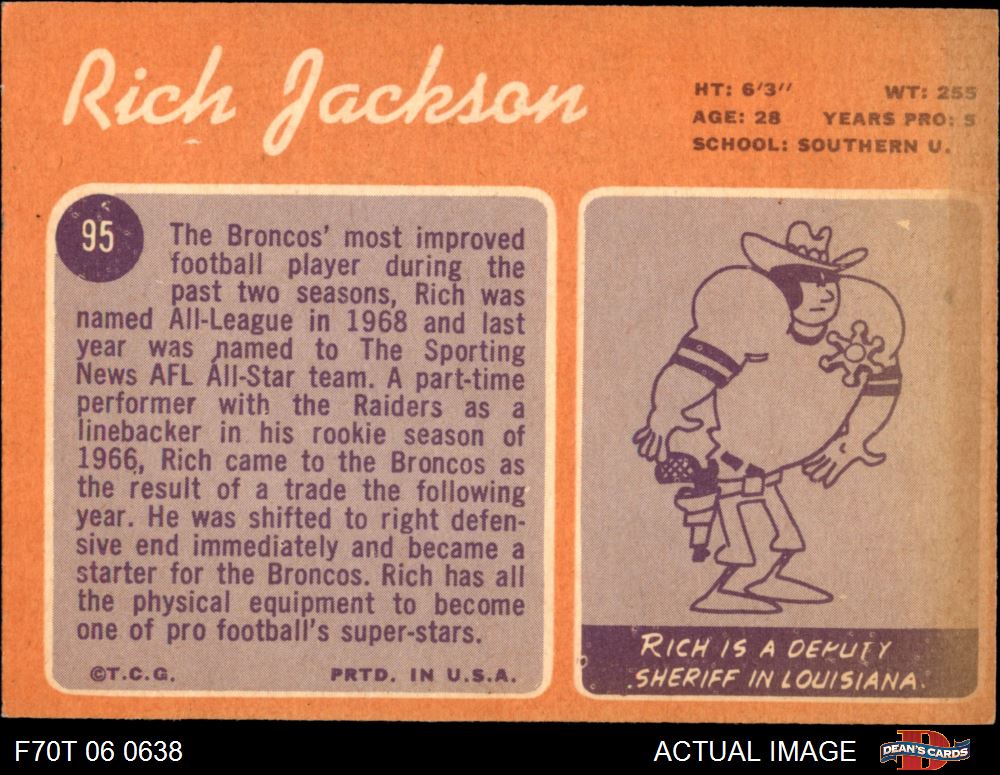 Rich Jackson
HT: 6'3" WT: 255
AGE: 28 YEARS PRO: 5
SCHOOL: SOUTHERN U.
95
The Broncos' most improved
football player during the
past two seasons, Rich was
named All-League in 1968 and last
year was named to The Sporting
News AFL All-Star team. A part-time
performer with the Raiders as a
linebacker in his rookie season of
1966, Rich came to the Broncos as
the result of a trade the following
year. He was shifted to right defen-
sive end immediately and became a
starter for the Broncos. Rich has all
the physical equipment to become
one of pro football's super-stars.
©T.C.G. PRTD. IN U.S.A.
RICH IS A DEPUTY
SHERIFF IN LOUISIANA.
F70T 06 0638
ACTUAL IMAGE
D
DEAN'S CARDS